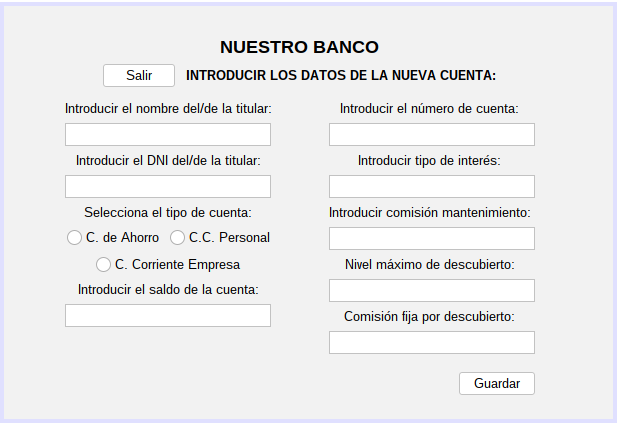 NUESTRO BANCO
Salir
INTRODUCIR LOS DATOS DE LA NUEVA CUENTA:
Introducir el nombre del/de la titular:
Introducir el DNI del/de la titular:
Selecciona el tipo de cuenta:
C. de Ahorro
C.C. Personal
C. Corriente Empresa
Introducir el saldo de la cuenta:
Introducir el número de cuenta:
Introducir tipo de interés:
Introducir comisión mantenimiento:
Nivel máximo de descubierto:
Comisión fija por descubierto:
Guardar